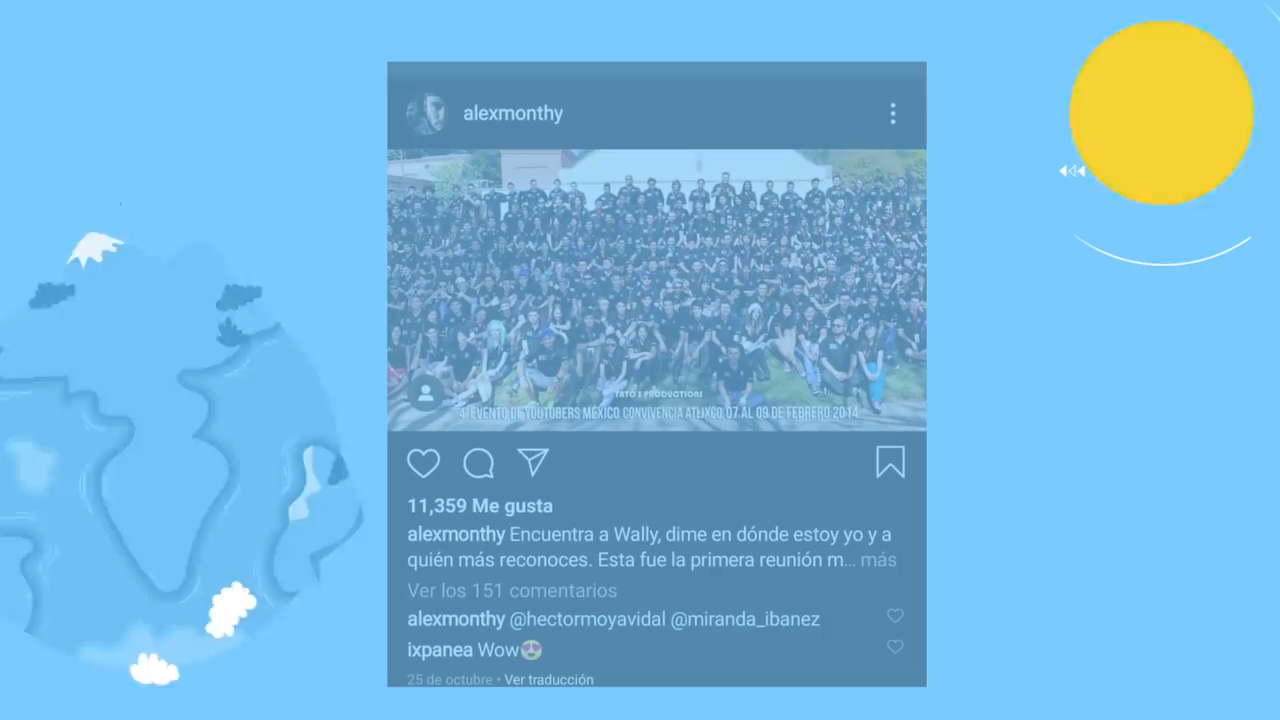 alexmonthy
TATO'S PRODUCTIONS
4° EVENTO DE YOUTUBERS MEXICO CONVIVENCIA ATLIXCO 07 AL 09 DE FEBRERO 2014
11,359 Me gusta
alexmonthy Encuentra a Wally, dime en dónde estoy yo y a
quién más reconoces. Esta fue la primera reunión m... más
Ver los 151 comentarios
alexmonthy @hectormoyavidal @miranda_ibanez
ixpanea Wow😍
25 de octubre • Ver traducción